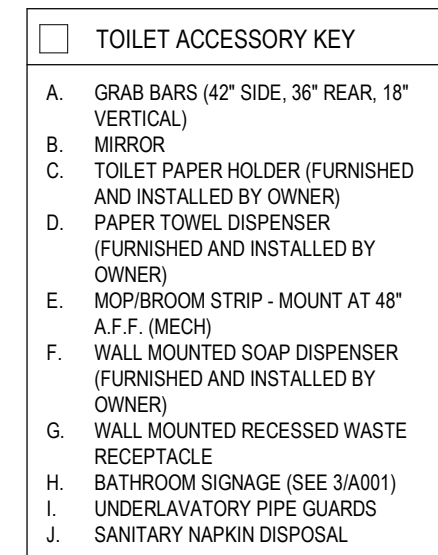 TOILET ACCESSORY KEY
A. GRAB BARS (42" SIDE, 36" REAR, 18"
VERTICAL)
B. MIRROR
C. TOILET PAPER HOLDER (FURNISHED
AND INSTALLED BY OWNER)
D. PAPER TOWEL DISPENSER
(FURNISHED AND INSTALLED BY
OWNER)
E. MOP/BROOM STRIP - MOUNT AT 48"
A.F.F. (MECH)
F. WALL MOUNTED SOAP DISPENSER
(FURNISHED AND INSTALLED BY
OWNER)
G. WALL MOUNTED RECESSED WASTE
RECEPTACLE
H. BATHROOM SIGNAGE (SEE 3/A001)
I. UNDERLAVATORY PIPE GUARDS
J. SANITARY NAPKIN DISPOSAL